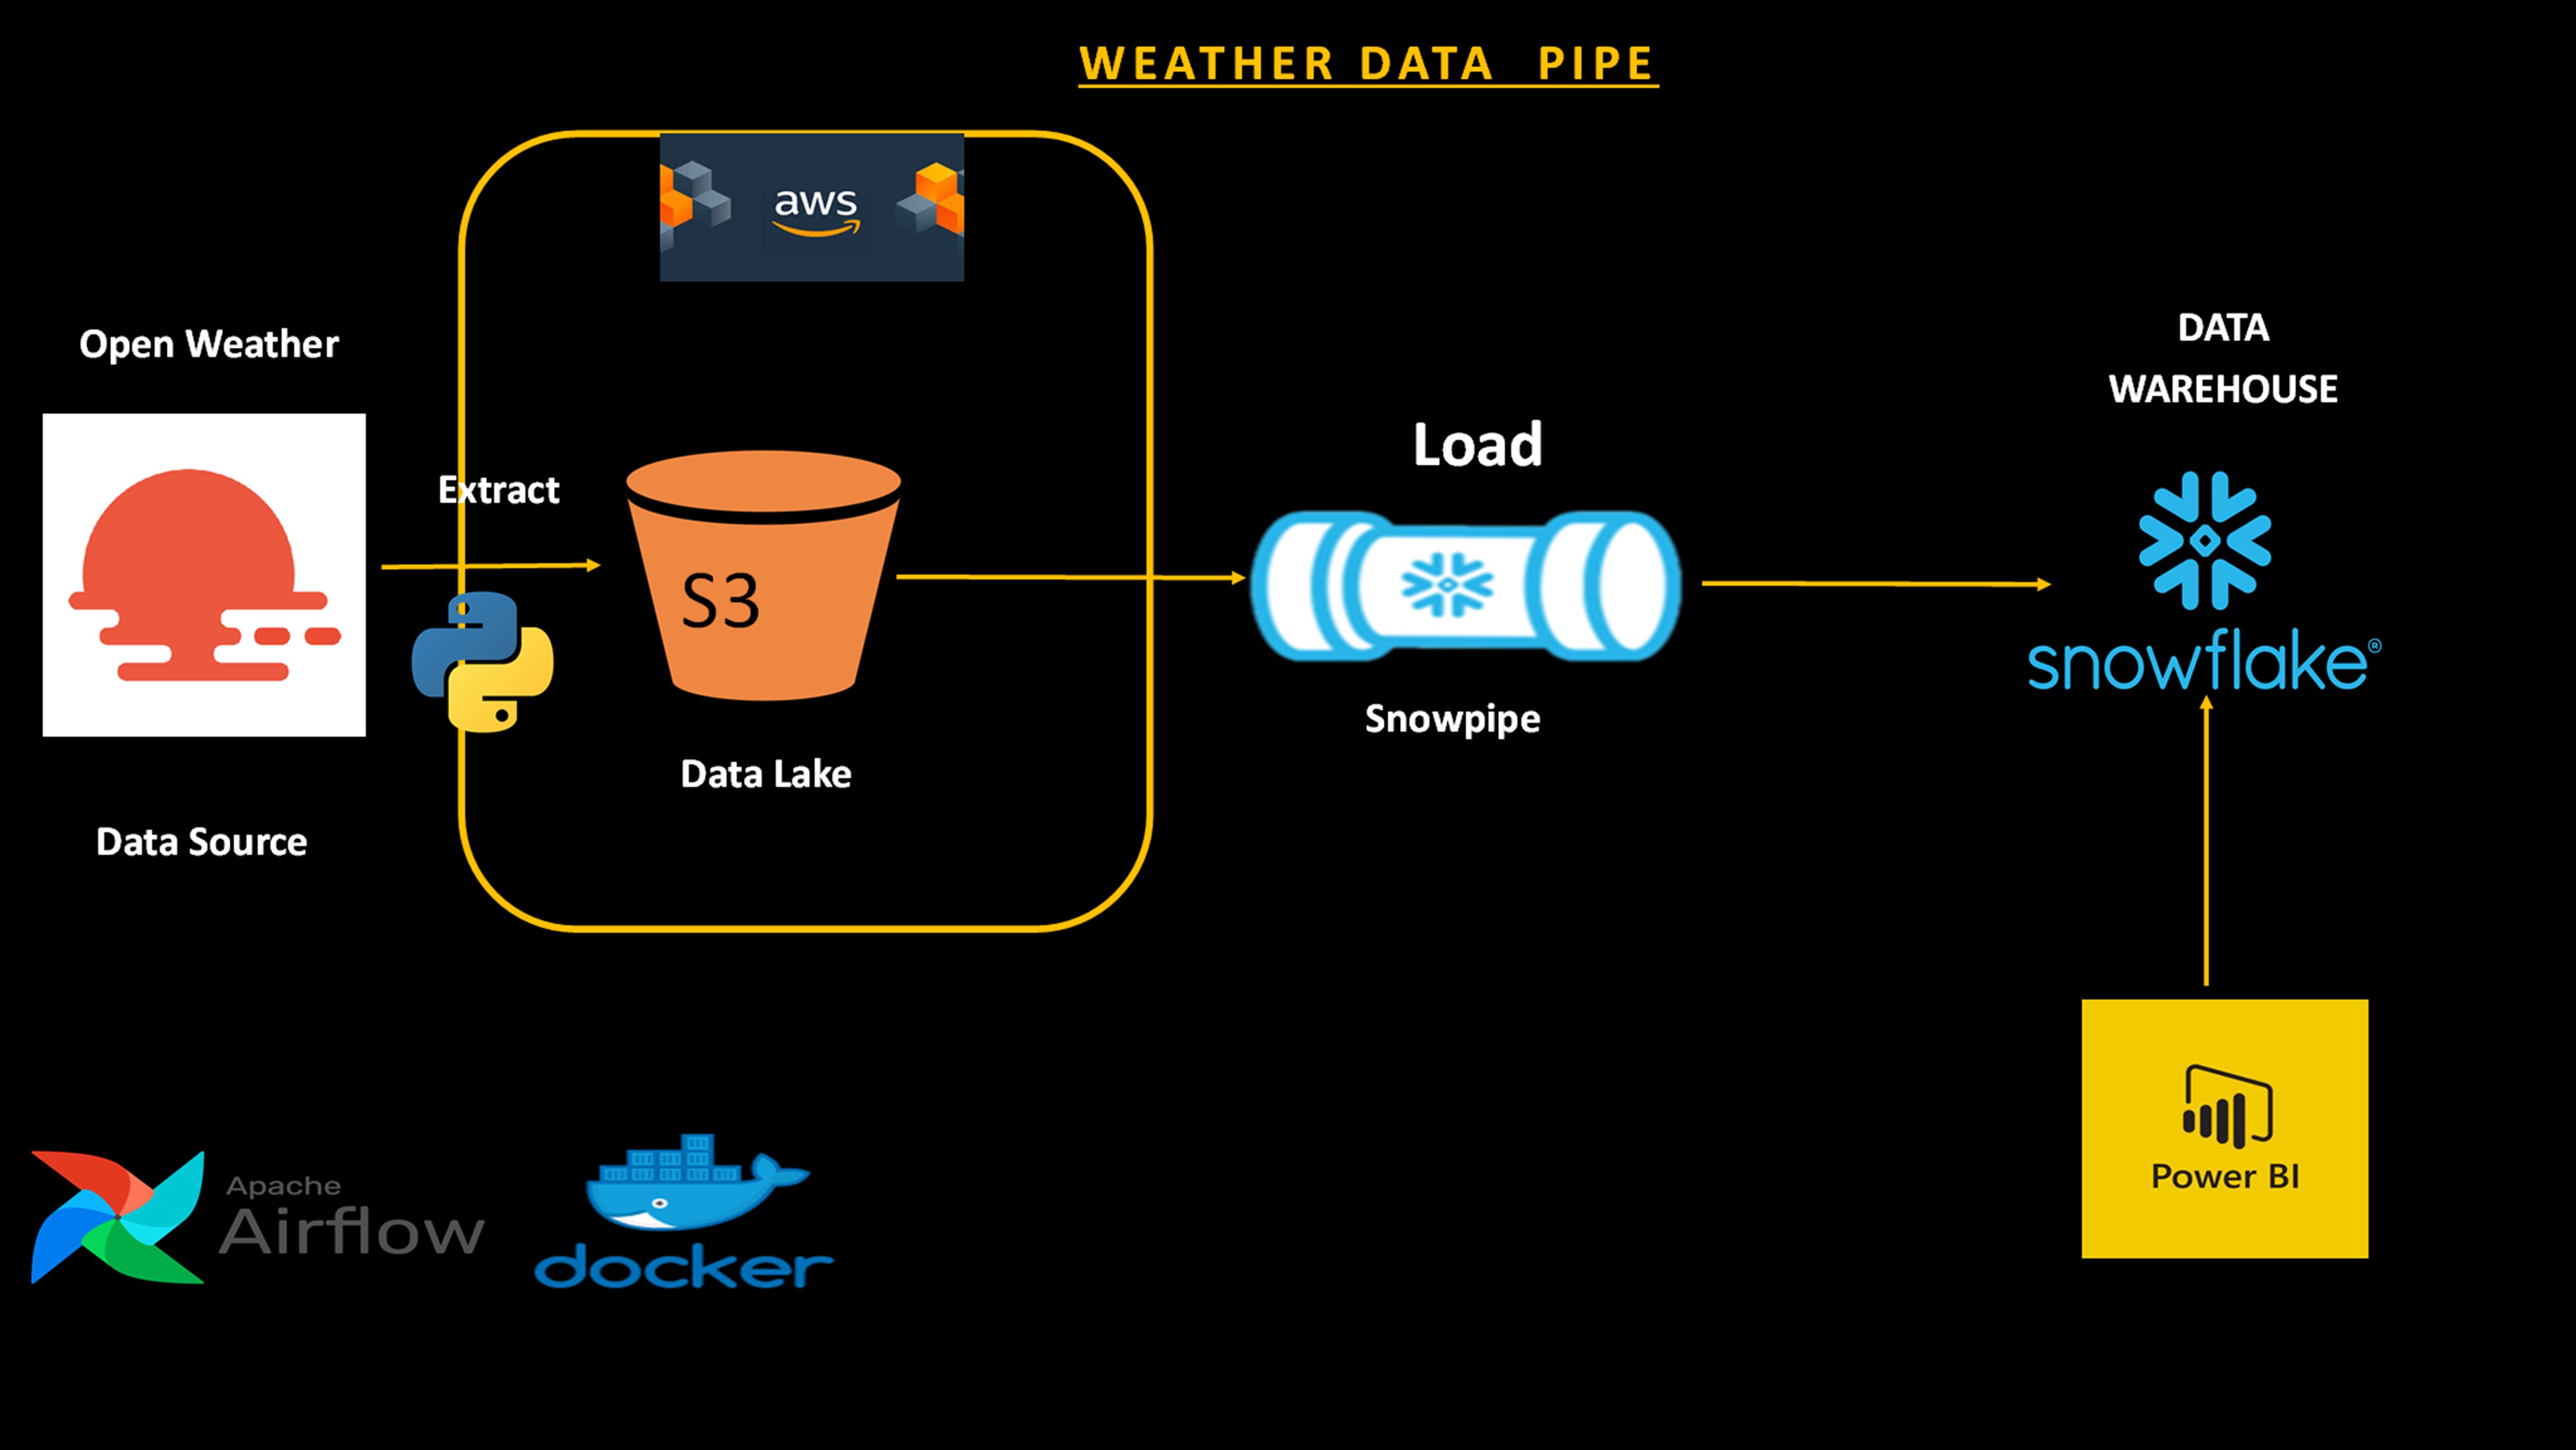 WEATHER DATA PIPE
aws
Open Weather
Extract
S3
Data Lake
Data Source
Load
Snowpipe
DATA
WAREHOUSE
snowflake®
Apache
Airflow
docker
Power BI